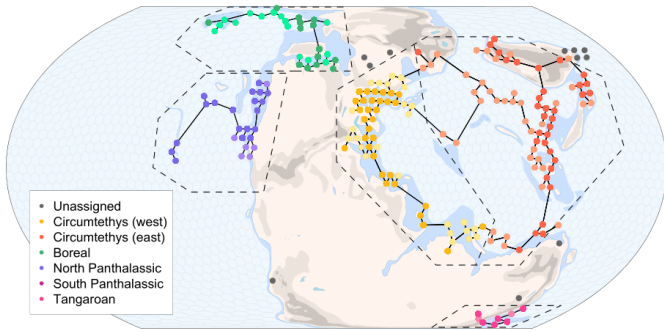 Unassigned
Circumtethys (west)
Circumtethys (east)
Boreal
North Panthalassic
South Panthalassic
Tangaroan